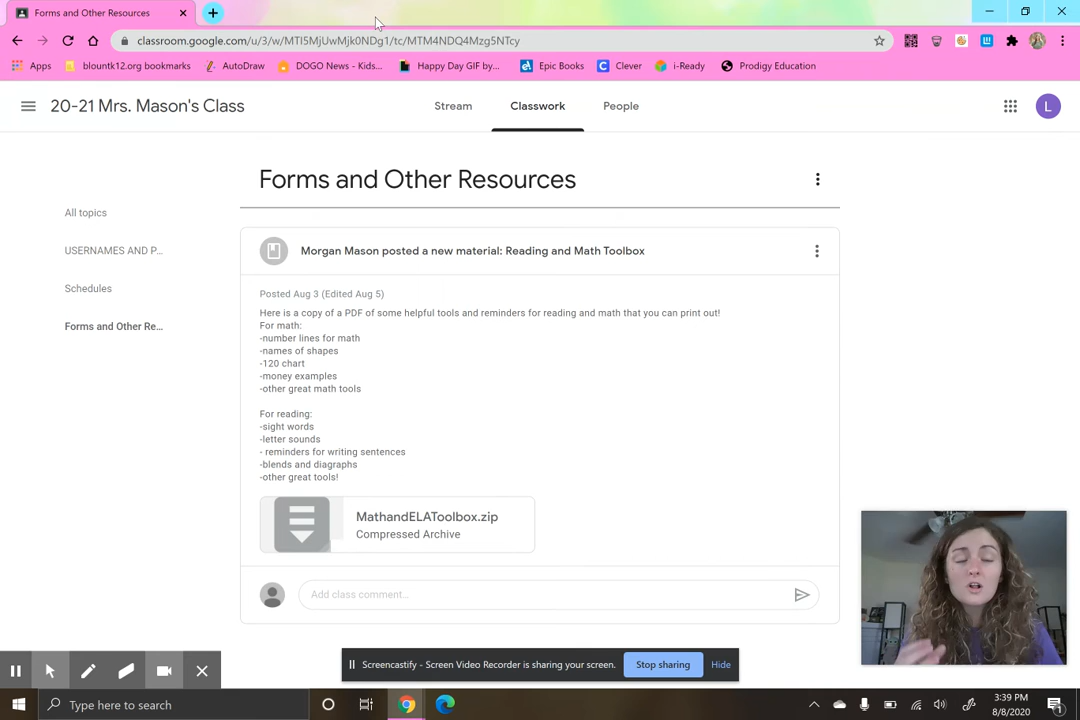 Forms and Other Resources
classroom.google.com/u/3/w/MTI5MjUwMjk0NDg1/tc/MTM4NDQ4Mzg5NTcy
Apps
blountk12.org bookmarks
AutoDraw
DOGO News - Kids...
Happy Day GIF by...
Epic Books
Clever
i-Ready
Prodigy Education
20-21 Mrs. Mason's Class
Stream
Classwork
People
L
Forms and Other Resources
All topics
USERNAMES AND P...
Schedules
Forms and Other Re...
Morgan Mason posted a new material: Reading and Math Toolbox
Posted Aug 3 (Edited Aug 5)
Here is a copy of a PDF of some helpful tools and reminders for reading and math that you can print out!
For math:
-number lines for math
-names of shapes
-120 chart
-money examples
-other great math tools
For reading:
-sight words
-letter sounds
- reminders for writing sentences
-blends and diagraphs
-other great tools!
MathandELAToolbox.zip
Compressed Archive
Add class comment...
Screencastify - Screen Video Recorder is sharing your screen.
Stop sharing
Hide
Type here to search
3:39 PM
8/8/2020